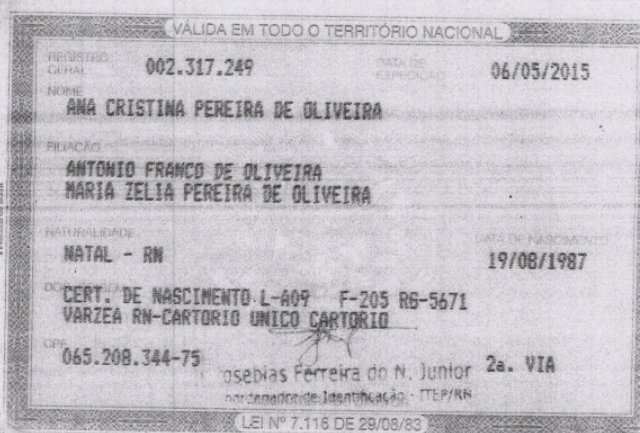 VÁLIDA EM TODO O TERRITÓRIO NACIONAL
REGISTRO GERAL 002.317.249 DATA DE EXPEDIÇÃO 06/05/2015
NOME
ANA CRISTINA PEREIRA DE OLIVEIRA
FILIAÇÃO
ANTONIO FRANCO DE OLIVEIRA
MARIA ZELIA PEREIRA DE OLIVEIRA
NATURALIDADE DATA DE NASCIMENTO
NATAL - RN 19/08/1987
CERT. DE NASCIMENTO L-A09 F-205 RG-5671
VARZEA RN-CARTORIO UNICO CARTORIO
CPF 065.208.344-75 2a. VIA
osebias Ferreira do N. Junior
de Identificação - ITEP/RN
LEI Nº 7.116 DE 29/08/83